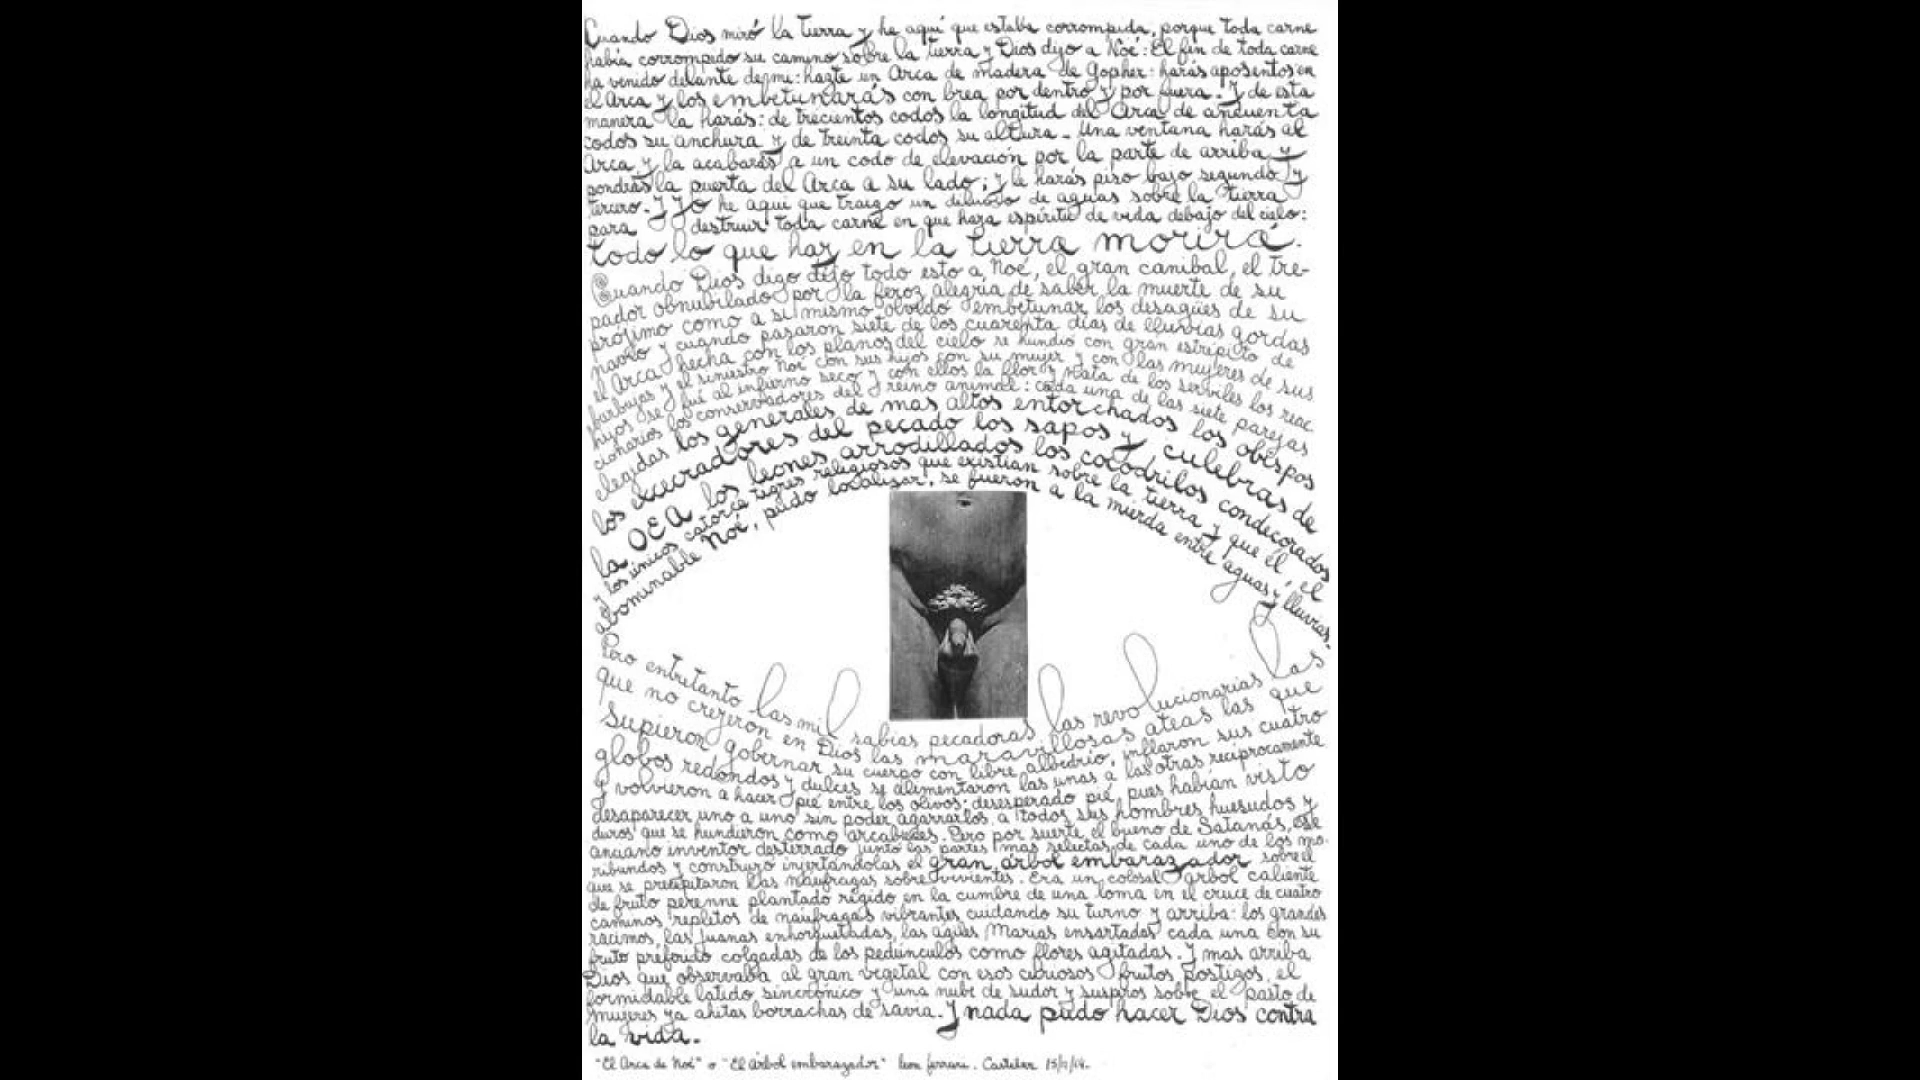 Cuando Dios miró la tierra y he aquí que estaba corrompida, porque toda carne
había corrompido su camino sobre la tierra y Dios dijo a Noé: El fin de toda carne
ha venido delante de mi: hazte un Arca de madera de Gopher: harás aposentos en
el Arca y los embetunarás con brea por dentro y por fuera. Y de esta
manera la harás: de trecientos codos la longitud del Arca de cincuenta
codos su anchura y de treinta codos su altura. Una ventana harás al
Arca y la acabarás a un codo de elevación por la parte de arriba y
pondrás la puerta del Arca a su lado; y le harás piso bajo segundo y
tercero. Y Yo he aquí que traigo un diluvio de aguas sobre la tierra
para destruir toda carne en que haya espíritu de vida debajo del cielo:
todo lo que hay en la tierra morirá.
Cuando Dios digo dijo todo esto a Noé, el gran canibal, el tre-
pador obnubilado por la feroz alegria de saber la muerte de su
prójimo como a si mismo olvidó embetunar los desagües de su
navío y cuando pasaron siete de los cuarenta días de lluvias gordas
el Arca hecha con los planos del cielo se hundió con gran estrépito de
burbujas y el siniestro Noé con sus hijos con su mujer y con las mujeres de sus
hijos se fué al infierno seco y con ellos la flor y nata de los serviles los reac
cionarios los conservadores del reino animal: cada una de las siete parejas
elegidas los generales de mas altos entorchados los obispos
los execradores del pecado los sapos y culebras de
la OEA los leones arrodillados los cocodrilos condecorados
y los únicos catorce tigres religiosos que existían sobre la tierra y que él, el
abominable Noé, pudo localizar, se fueron a la mierda entre aguas y lluvias.
Pero entretanto las mil sabias pecadoras las revolucionarias las
que no creyeron en Dios las maravillosas ateas las que
supieron gobernar su cuerpo con libre albedrío, inflaron sus cuatro
globos redondos y dulces se alimentaron las unas a las otras recíprocamente
y volvieron a hacer pié entre los olivos: desesperado pié pues habían visto
desaparecer uno a uno sin poder agarrarlos a todos sus hombres huesudos y
duros que se hundieron como arcabuces. Pero por suerte el bueno de Satanás, ese
anciano inventor desterrado juntó las partes mas selectas de cada uno de los mo-
ribundos y construyó injertándolas el gran árbol embarazador sobre el
que se precipitaron las náufragas sobrevivientes. Era un colosal árbol caliente
de fruto perenne plantado rígido en la cumbre de una loma en el cruce de cuatro
caminos repletos de náufragas vibrantes cuidando su turno y arriba: los grandes
racimos, las Juanas enhorquetadas, las ágiles Marías ensartadas cada una con su
fruto preferido colgadas de los pedúnculos como flores agitadas. Y mas arriba
Dios que observaba al gran vegetal con esos curiosos frutos postizos, el
formidable latido sincrónico y una nube de sudor y suspiros sobre el pasto de
mujeres ya ahitas borrachas de savia. Y nada pudo hacer Dios contra
la vida.
"El Arca de Noé" o "El árbol embarazador" leon ferrari. Castelar